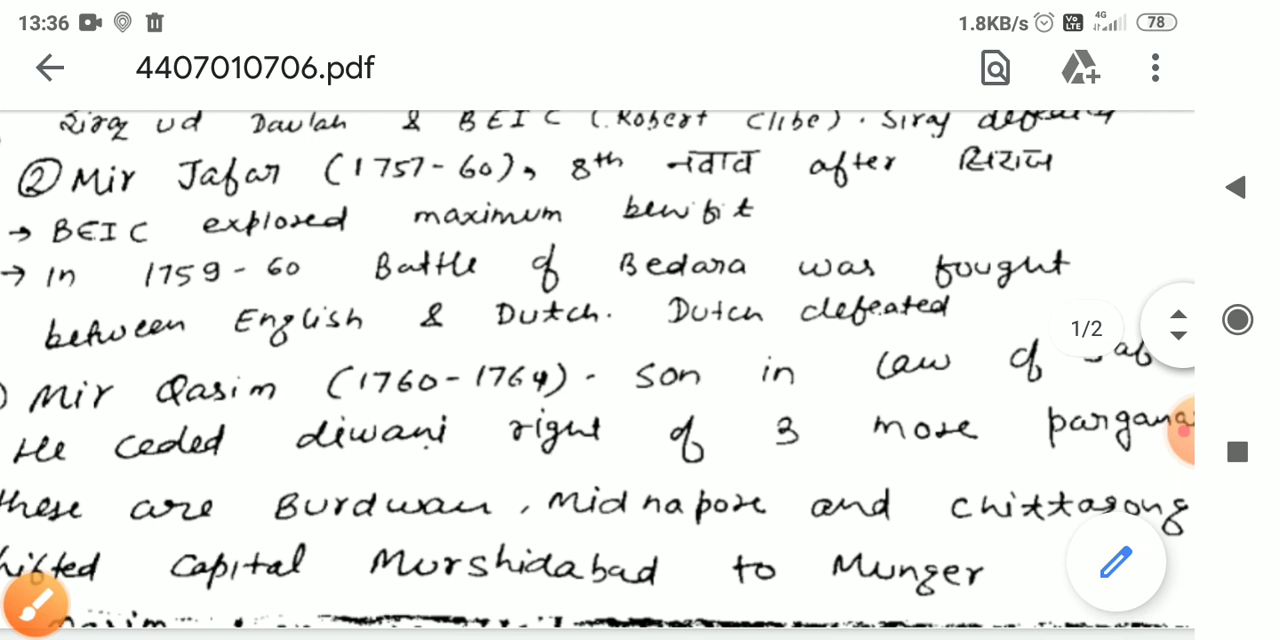 13:36
1.8KB/s 4G 78
4407010706.pdf
ud Daulah & BEIC (Robert Clibe). Siraj
② Mir Jafar (1757-60), 8th नवाब after सिराज
→ BEIC explored maximum
→ In 1759-60 Battle of Bedara was fought
between English & Dutch. Dutch defeated
1/2
Mir Qasim (1760-1764) - Son in law of
He ceded diwani right of 3 more pargana
these are Burdwan, Midnapore and Chittagong
Capital Murshidabad to Munger